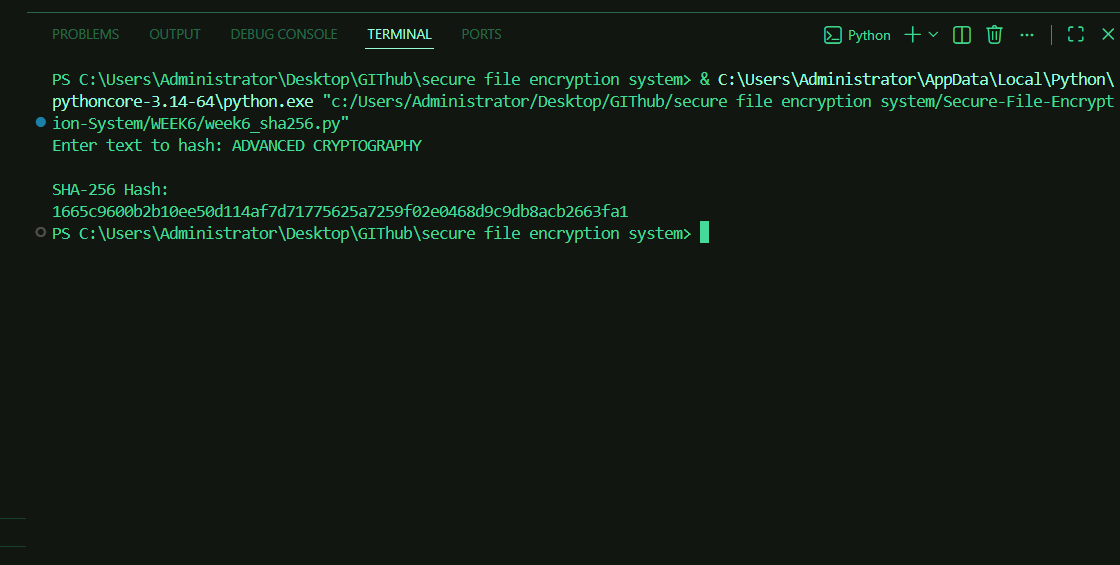 PROBLEMS OUTPUT DEBUG CONSOLE TERMINAL PORTS Python
PS C:\Users\Administrator\Desktop\GIThub\secure file encryption system> & C:\Users\Administrator\AppData\Local\Python\
pythoncore-3.14-64\python.exe "c:/Users/Administrator/Desktop/GIThub/secure file encryption system/Secure-File-Encrypt
ion-System/WEEK6/week6_sha256.py"
Enter text to hash: ADVANCED CRYPTOGRAPHY
SHA-256 Hash:
1665c9600b2b10ee50d114af7d71775625a7259f02e0468d9c9db8acb2663fa1
PS C:\Users\Administrator\Desktop\GIThub\secure file encryption system>